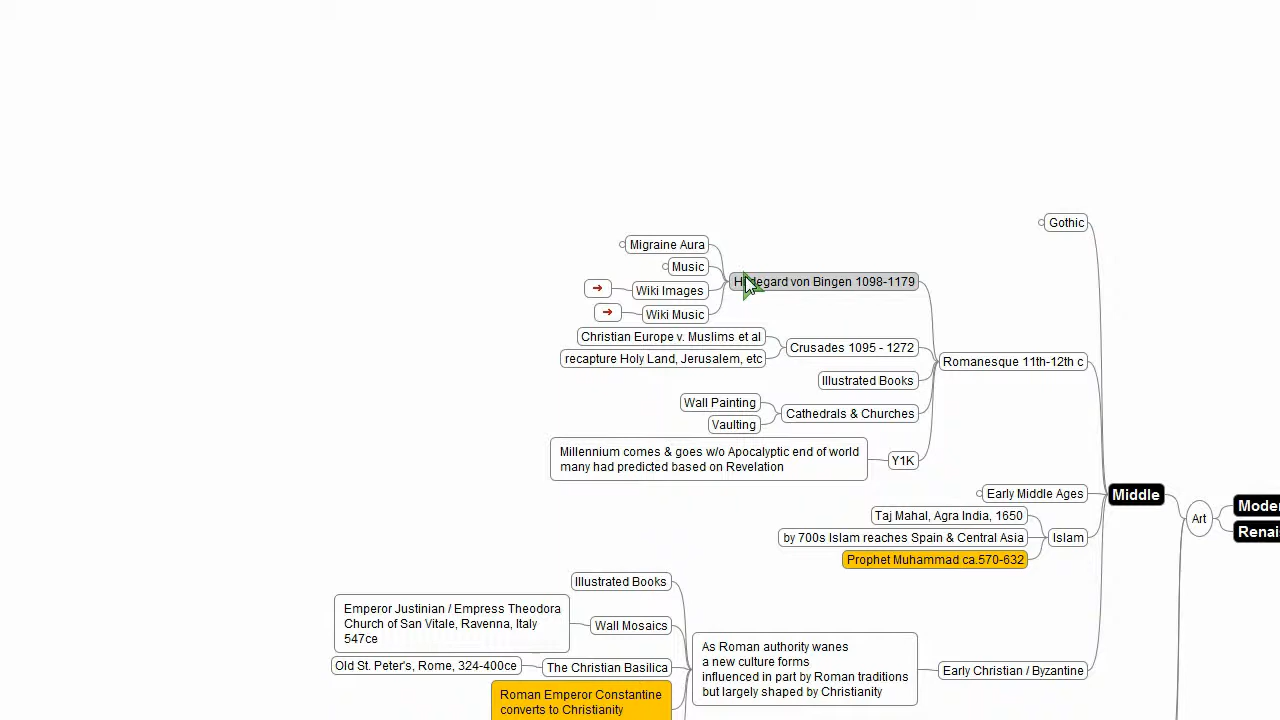 Gothic
Migraine Aura
Music
Wiki Images
Wiki Music
Hildegard von Bingen 1098-1179
Christian Europe v. Muslims et al
recapture Holy Land, Jerusalem, etc
Crusades 1095 - 1272
Romanesque 11th-12th c
Illustrated Books
Wall Painting
Vaulting
Cathedrals & Churches
Millennium comes & goes w/o Apocalyptic end of world
many had predicted based on Revelation
Y1K
Early Middle Ages
Middle
Taj Mahal, Agra India, 1650
by 700s Islam reaches Spain & Central Asia
Islam
Prophet Muhammad ca.570-632
Art
Moder
Renai
Illustrated Books
Emperor Justinian / Empress Theodora
Church of San Vitale, Ravenna, Italy
547ce
Wall Mosaics
Old St. Peter's, Rome, 324-400ce
The Christian Basilica
Roman Emperor Constantine
converts to Christianity
As Roman authority wanes
a new culture forms
influenced in part by Roman traditions
but largely shaped by Christianity
Early Christian / Byzantine